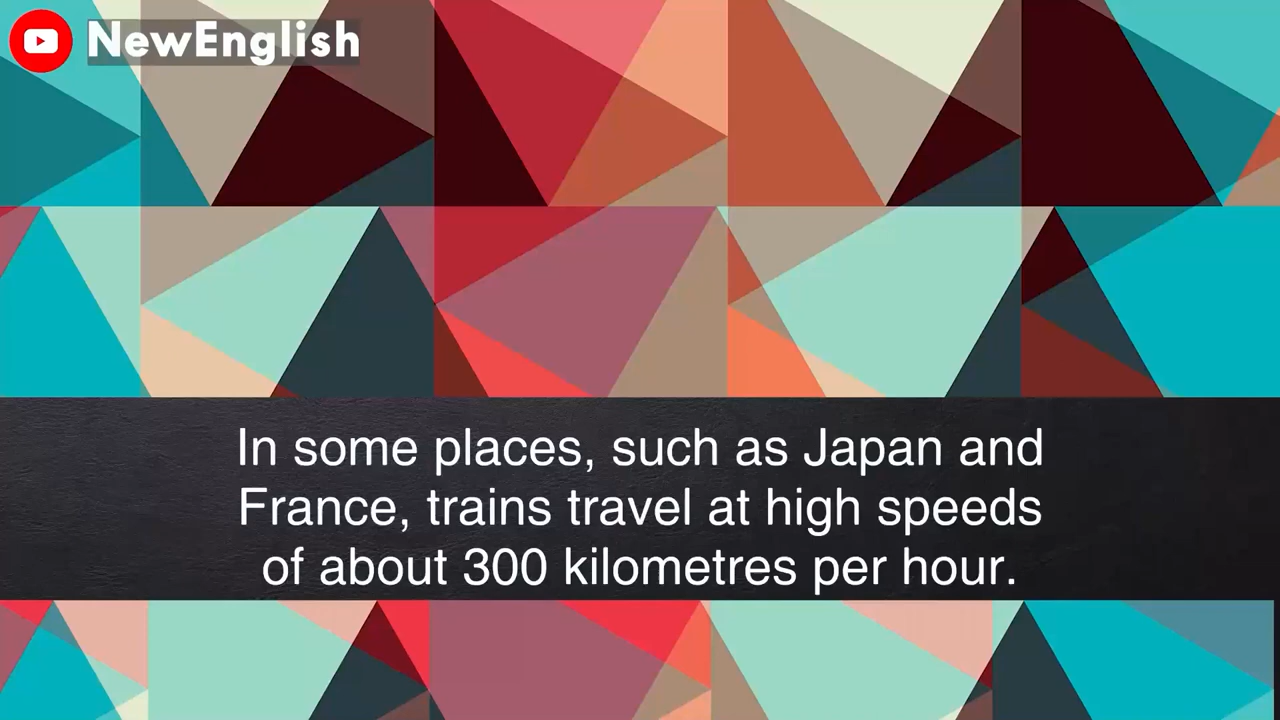 NewEnglish
In some places, such as Japan and
France, trains travel at high speeds
of about 300 kilometres per hour.